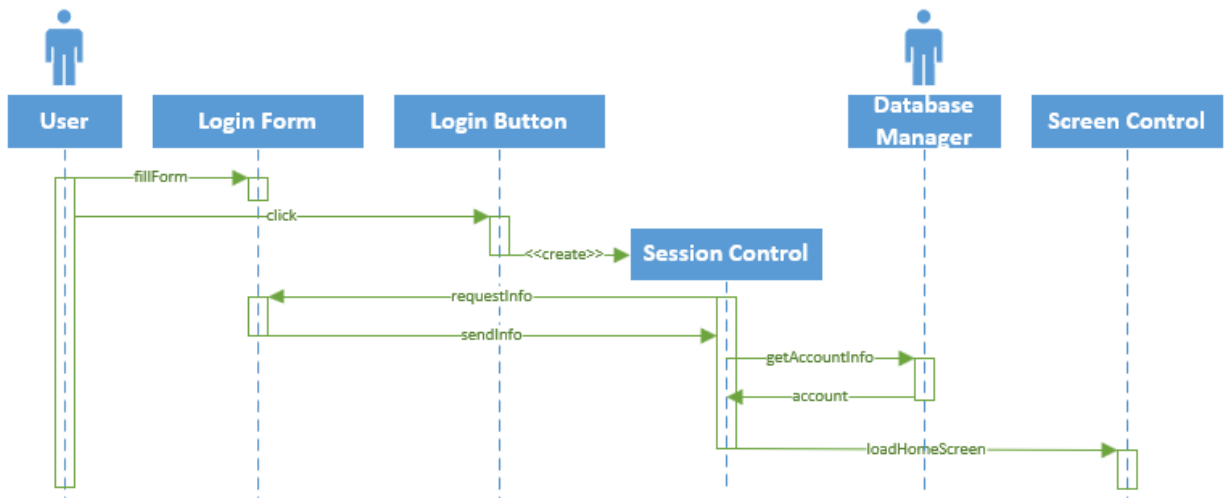 User
Login Form
Login Button
Database
Manager
Screen Control
fillForm
click
<<create>>
Session Control
requestInfo
sendInfo
getAccountInfo
account
loadHomeScreen